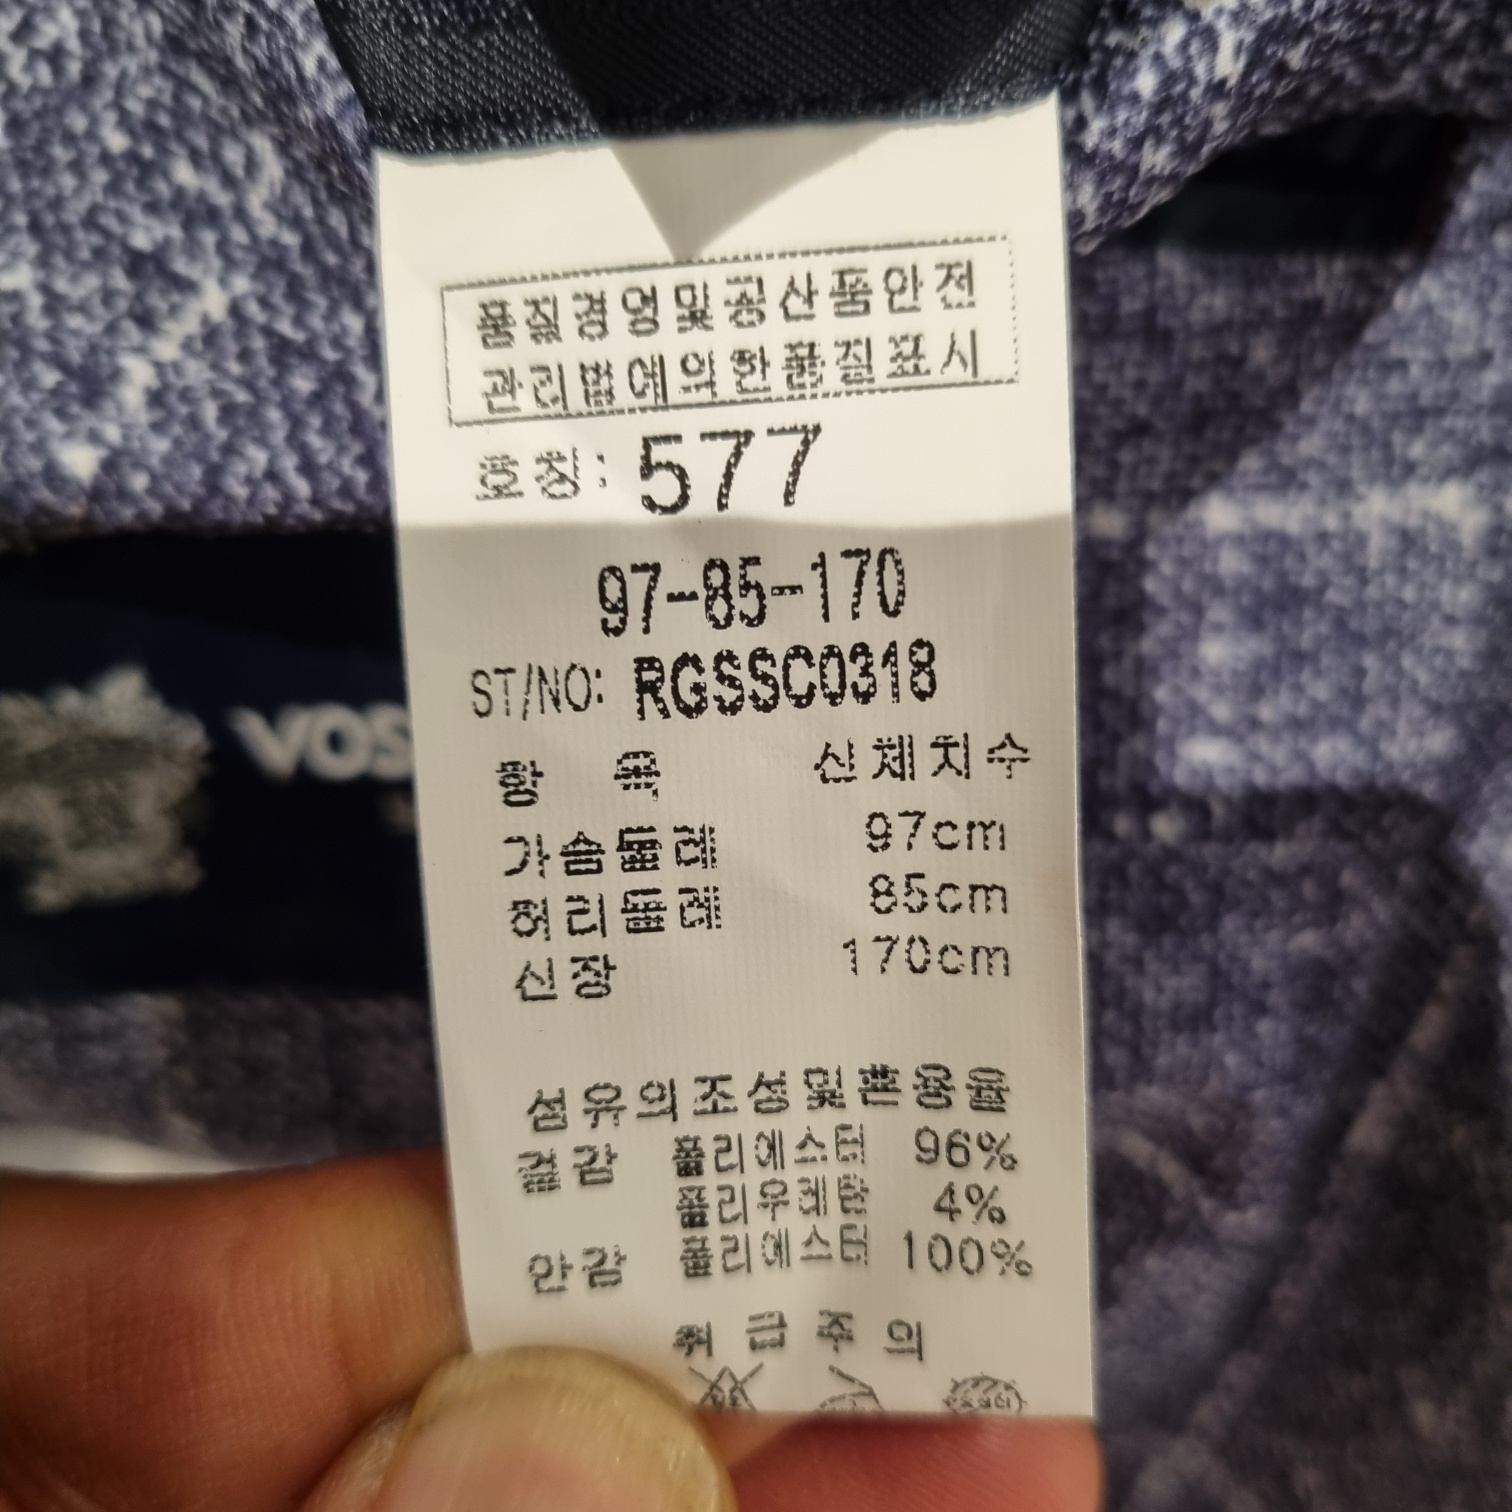 품질경영및공산품안전
관리법에의한품질표시
호칭: 577
97-85-170
ST/NO: RGSSC0318
VOS
항 목 신체치수
가슴둘레 97cm
허리둘레 85cm
신장 170cm
섬유의조성및혼용율
겉감 폴리에스터 96%
폴리우레탄 4%
안감 폴리에스터 100%
취급주의